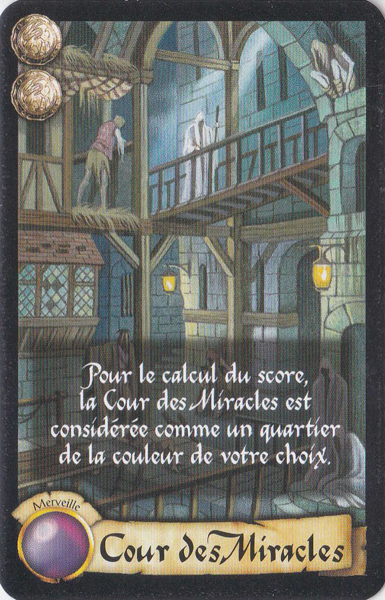 Pour le calcul du score,
la Cour des Miracles est
considérée comme un quartier
de la couleur de votre choix.
Merveille
Cour des Miracles